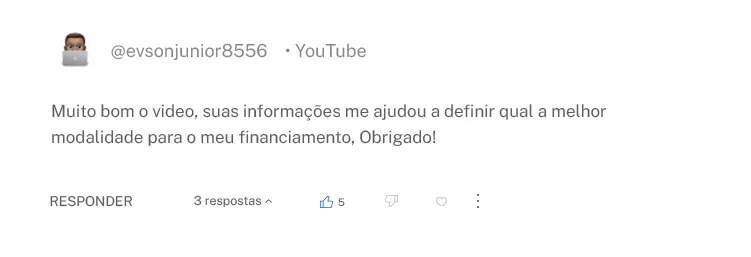 @evsonjunior8556 • YouTube
Muito bom o video, suas informações me ajudou a definir qual a melhor
modalidade para o meu financiamento, Obrigado!
RESPONDER 3 respostas 5